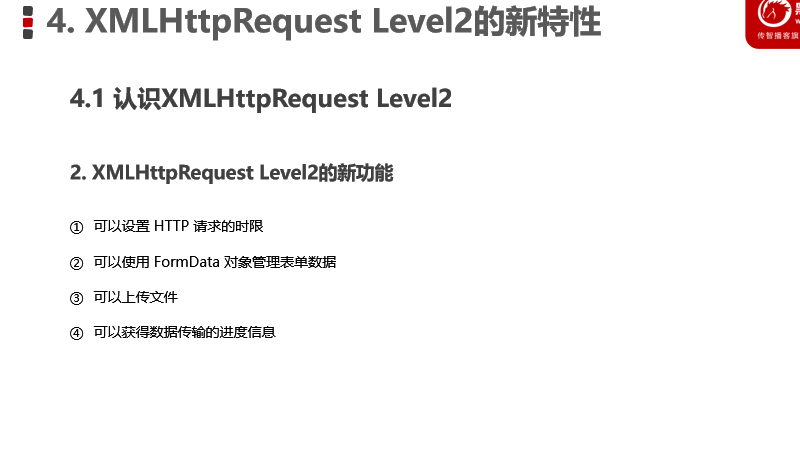 4. XMLHttpRequest Level2的新特性
传智播客旗
4.1 认识XMLHttpRequest Level2
2. XMLHttpRequest Level2的新功能
① 可以设置 HTTP 请求的时限
② 可以使用 FormData 对象管理表单数据
③ 可以上传文件
④ 可以获得数据传输的进度信息